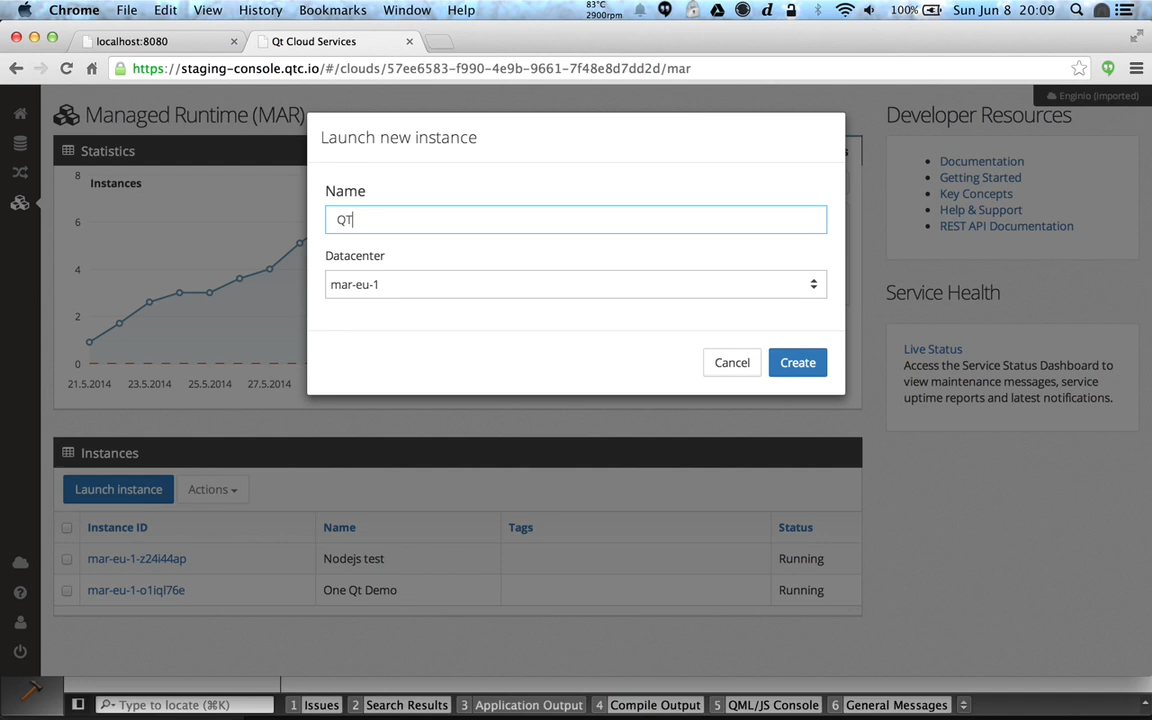 Chrome File Edit View History Bookmarks Window Help 83°C 2900rpm 100% Sun Jun 8 20:09
localhost:8080 Qt Cloud Services
https://staging-console.qtc.io/#/clouds/57ee6583-f990-4e9b-9661-7f48e8d7dd2d/mar
Enginio (imported)
Managed Runtime (MAR)
Statistics
Instances
8
6
4
2
0
21.5.2014 23.5.2014 25.5.2014 27.5.2014
Launch new instance
Name
QT
Datacenter
mar-eu-1
Cancel Create
Developer Resources
Documentation
Getting Started
Key Concepts
Help & Support
REST API Documentation
Service Health
Live Status
Access the Service Status Dashboard to
view maintenance messages, service
uptime reports and latest notifications.
Instances
Launch instance Actions
Instance ID Name Tags Status
mar-eu-1-z24i44ap Nodejs test Running
mar-eu-1-o1iql76e One Qt Demo Running
Type to locate (⌘K) 1 Issues 2 Search Results 3 Application Output 4 Compile Output 5 QML/JS Console 6 General Messages